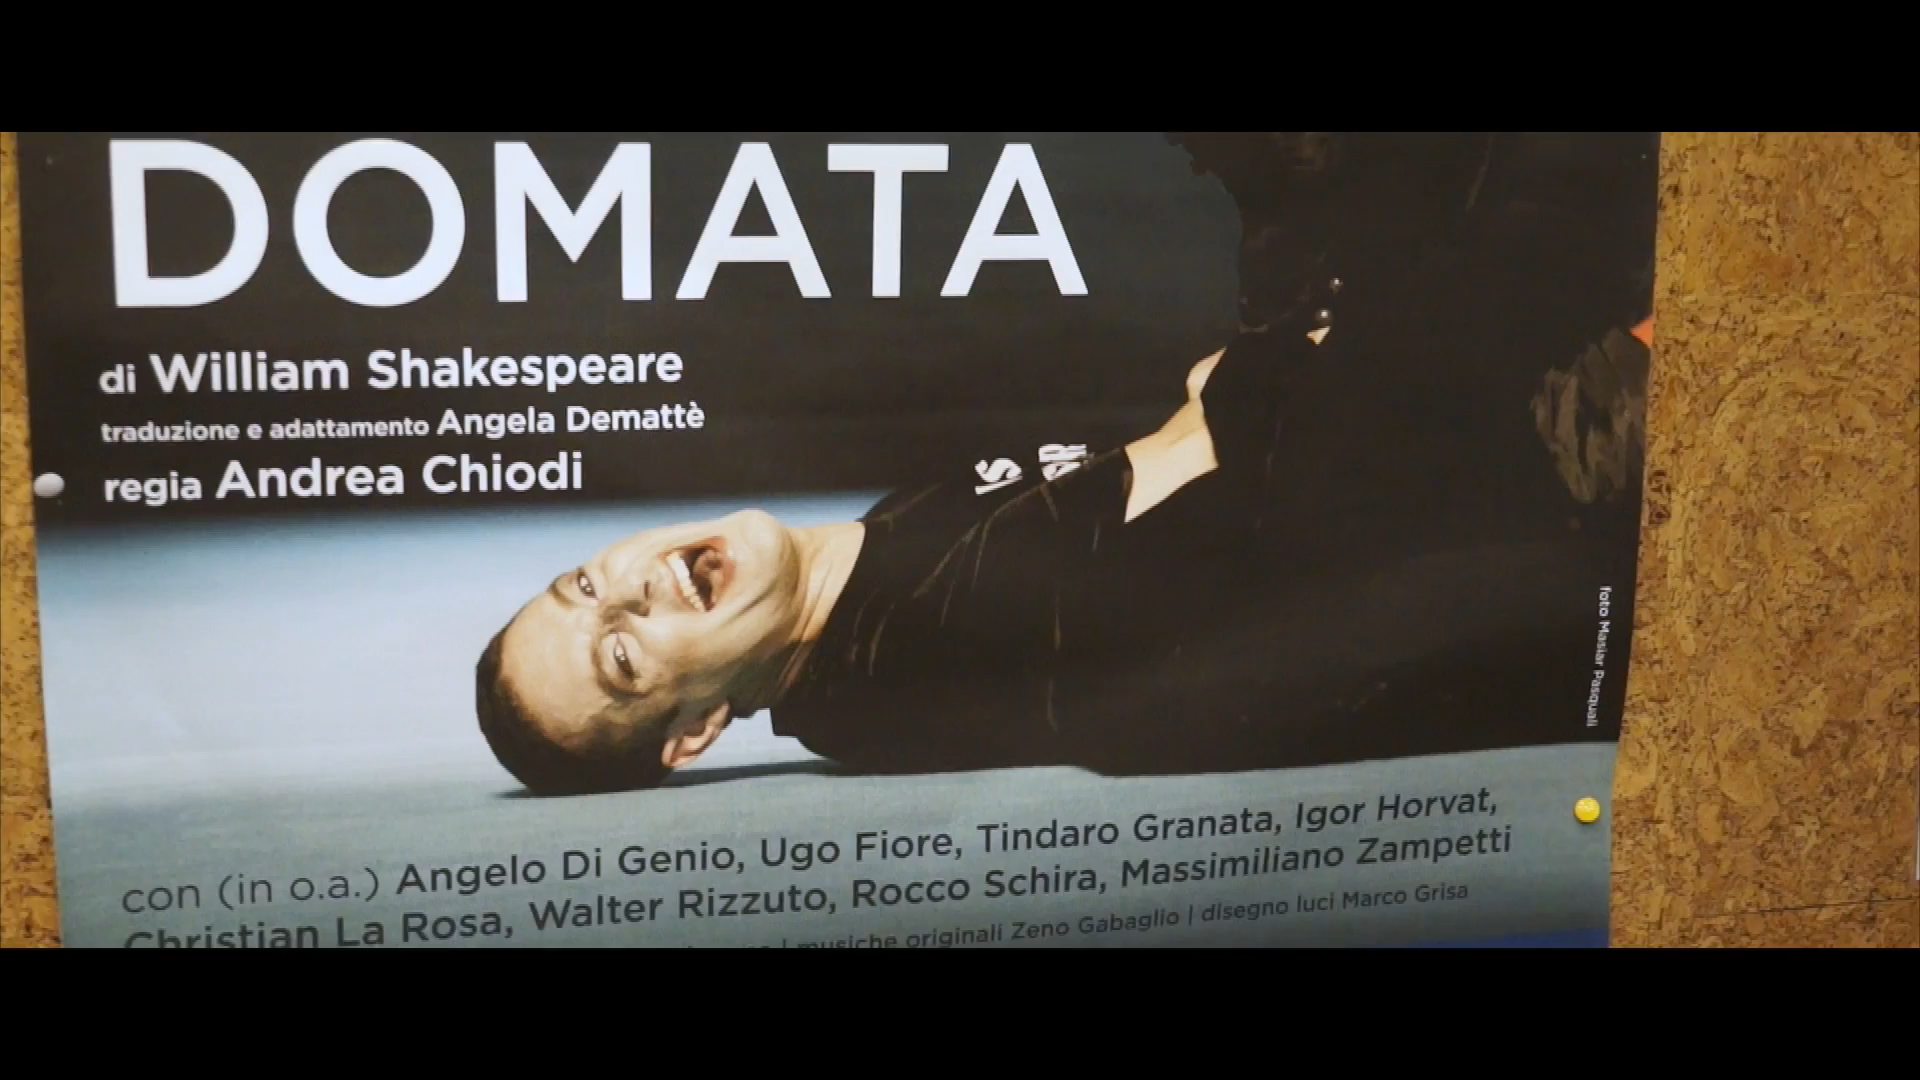 DOMATA
di William Shakespeare
traduzione e adattamento Angela Demattè
regia Andrea Chiodi
IS
foto Masiar Pasquali
con (in o.a.) Angelo Di Genio, Ugo Fiore, Tindaro Granata, Igor Horvat,
Christian La Rosa, Walter Rizzuto, Rocco Schira, Massimiliano Zampetti
| musiche originali Zeno Gabaglio | disegno luci Marco Grisa